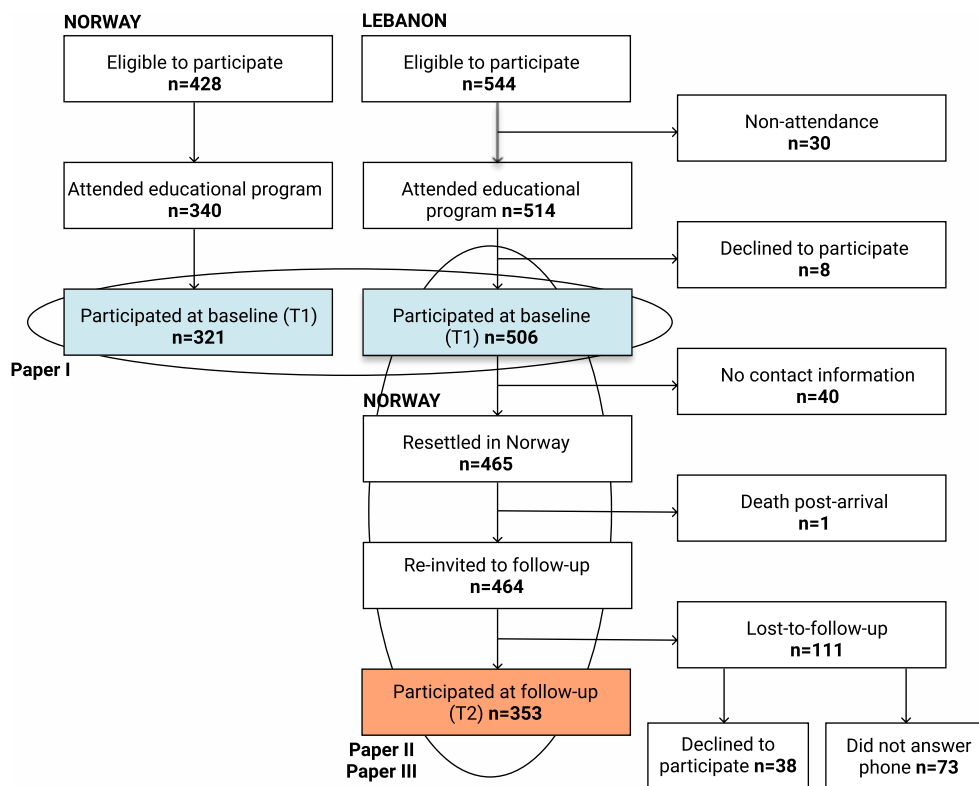 NORWAY
LEBANON
Eligible to participate
n=428
Eligible to participate
n=544
Non-attendance
n=30
Attended educational program
n=340
Attended educational
program n=514
Declined to participate
n=8
Participated at baseline (T1)
n=321
Participated at baseline
(T1) n=506
Paper I
No contact information
n=40
NORWAY
Resettled in Norway
n=465
Death post-arrival
n=1
Re-invited to follow-up
n=464
Lost-to-follow-up
n=111
Participated at follow-up
(T2) n=353
Paper II
Paper III
Declined to
participate n=38
Did not answer
phone n=73